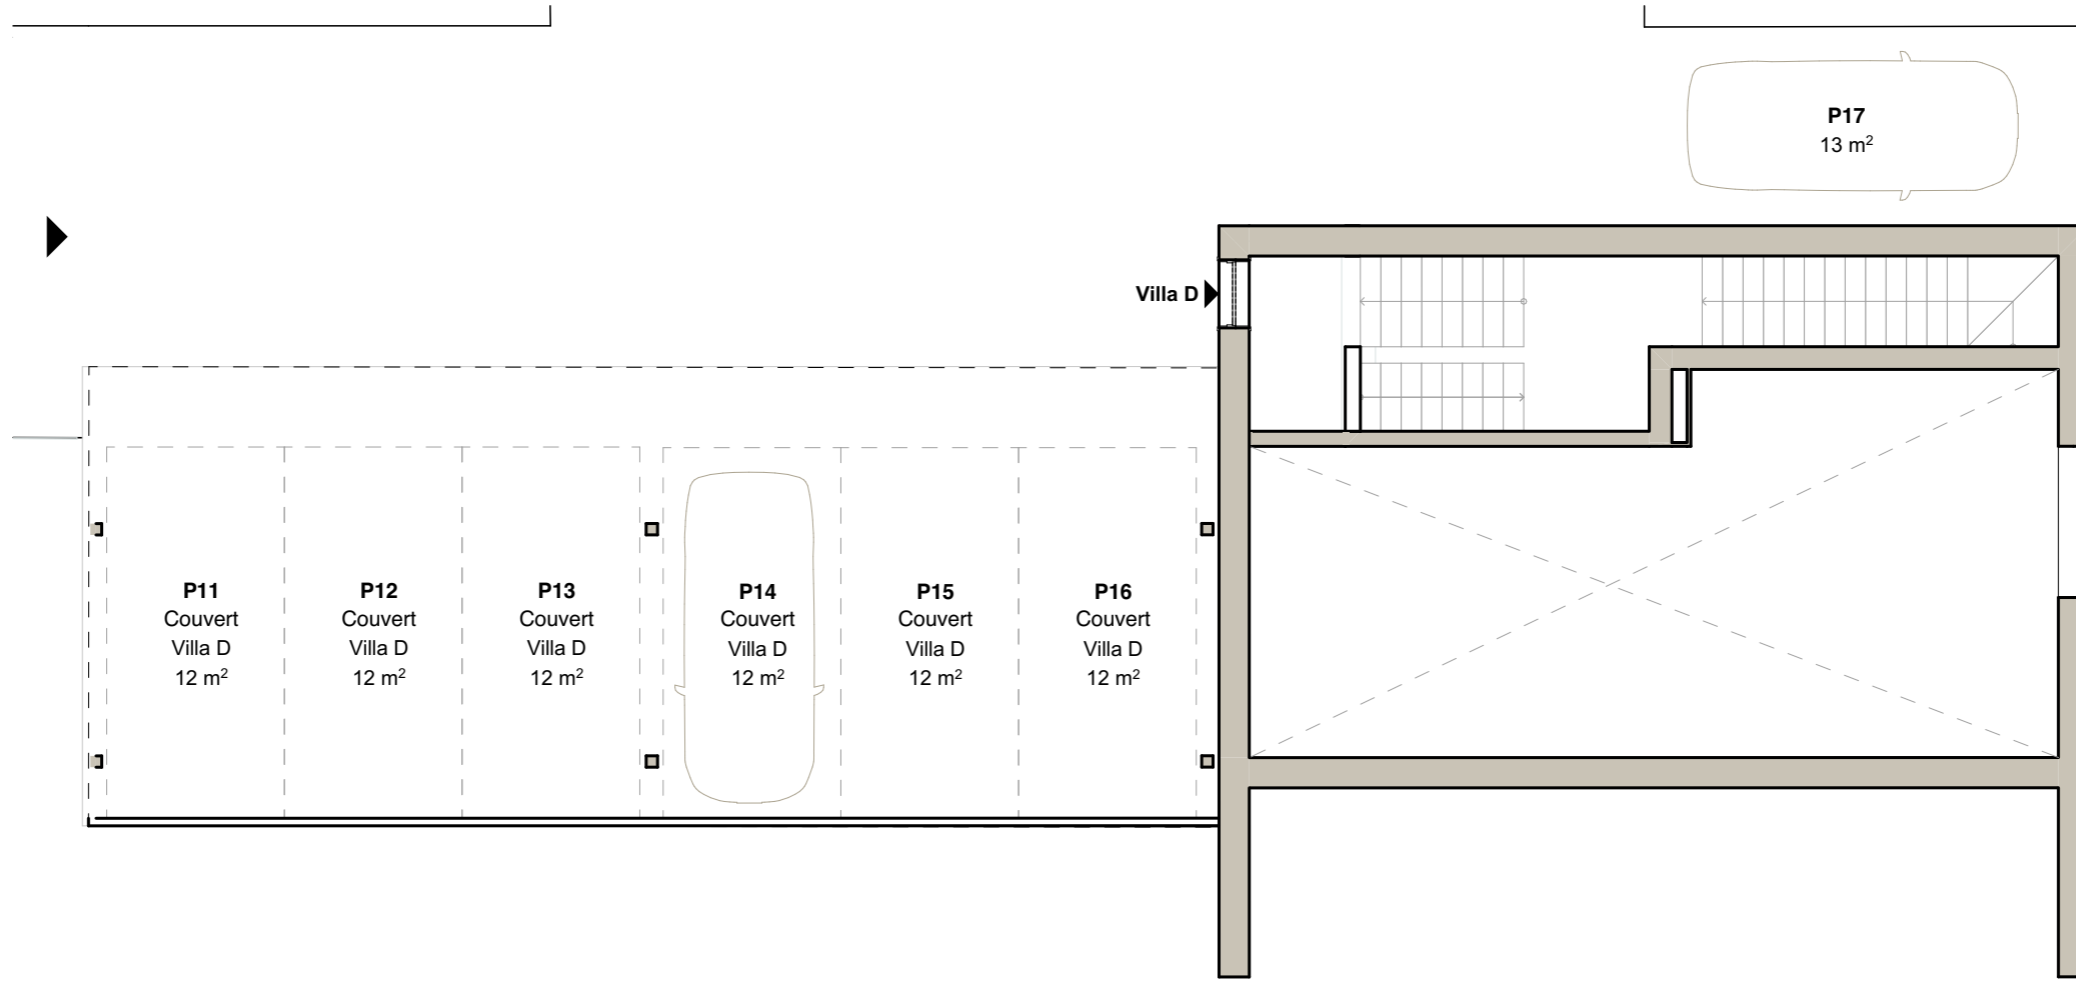 P17
13 m²
Villa D
P11
Couvert
Villa D
12 m²
P12
Couvert
Villa D
12 m²
P13
Couvert
Villa D
12 m²
P14
Couvert
Villa D
12 m²
P15
Couvert
Villa D
12 m²
P16
Couvert
Villa D
12 m²